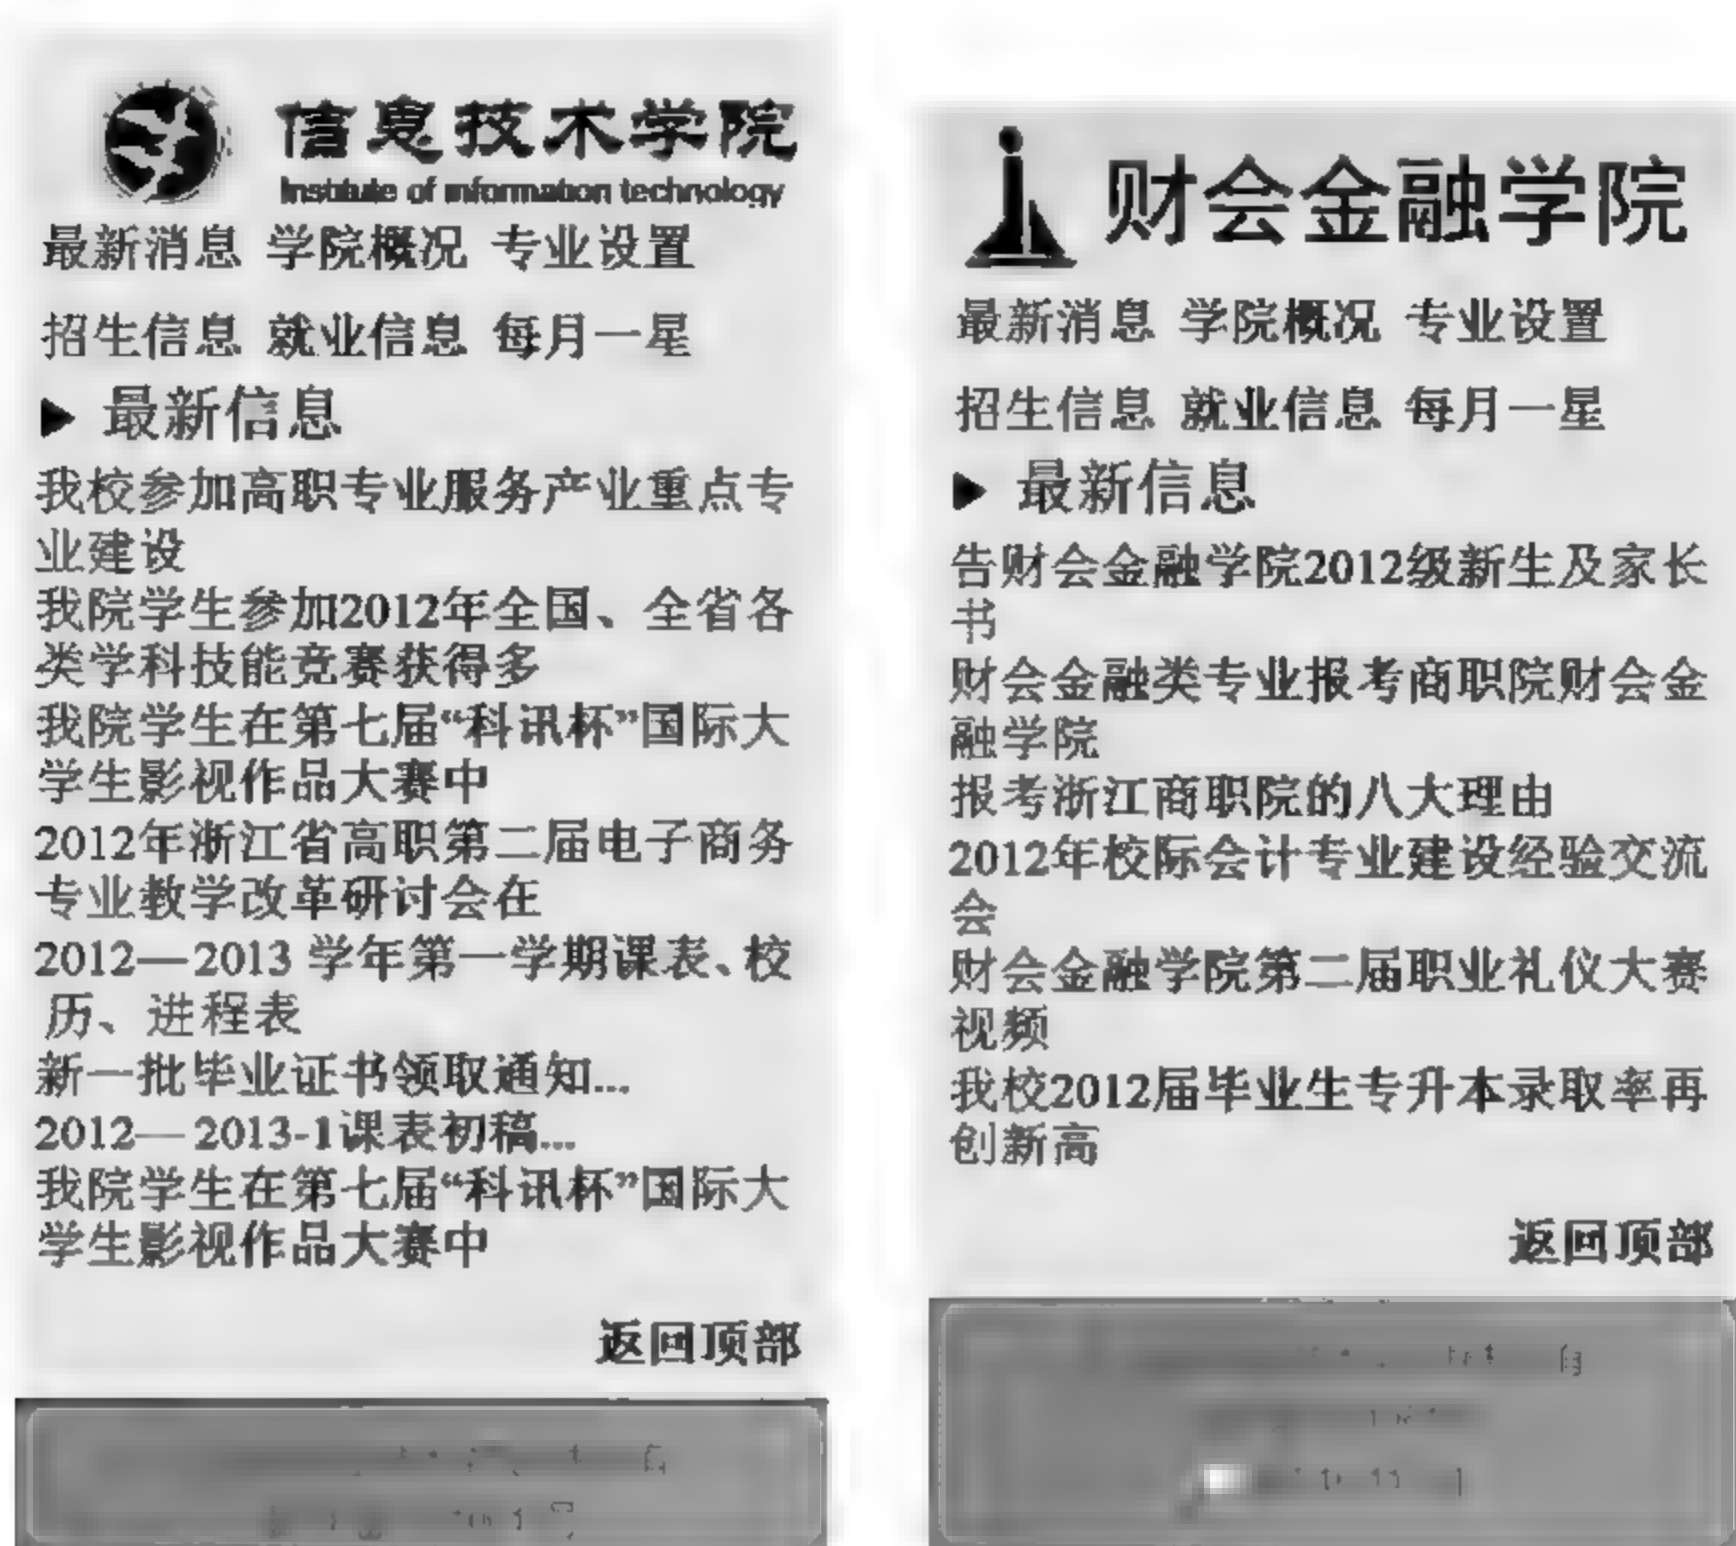 信息技术学院
Institute of information technology
最新消息 学院概况 专业设置
招生信息 就业信息 每月一星
▶ 最新信息
我校参加高职专业服务产业重点专
业建设
我院学生参加2012年全国、全省各
类学科技能竞赛获得多
我院学生在第七届“科讯杯”国际大
学生影视作品大赛中
2012年浙江省高职第二届电子商务
专业教学改革研讨会在
2012—2013 学年第一学期课表、校
历、进程表
新一批毕业证书领取通知...
2012—2013-1课表初稿...
我院学生在第七届“科讯杯”国际大
学生影视作品大赛中
返回顶部
财会金融学院
最新消息 学院概况 专业设置
招生信息 就业信息 每月一星
▶ 最新信息
告财会金融学院2012级新生及家长
书
财会金融类专业报考商职院财会金
融学院
报考浙江商职院的八大理由
2012年校际会计专业建设经验交流
会
财会金融学院第二届职业礼仪大赛
视频
我校2012届毕业生专升本录取率再
创新高
返回顶部